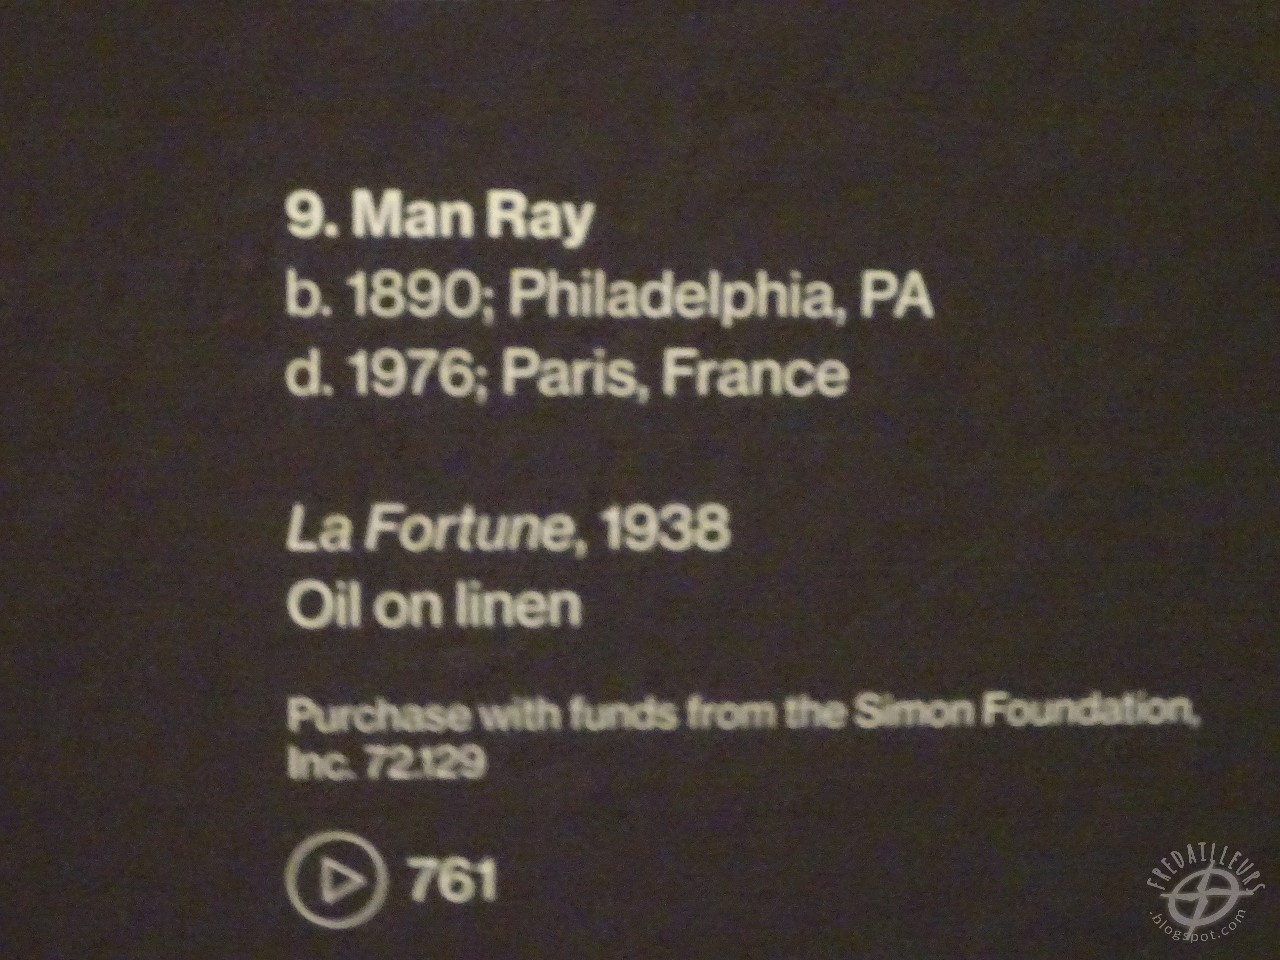 9. Man Ray
b. 1890; Philadelphia, PA
d. 1976; Paris, France
La Fortune, 1938
Oil on linen
Purchase with funds from the Simon Foundation,
Inc. 72.129
761
FREDAILLEURS
.blogspot.com